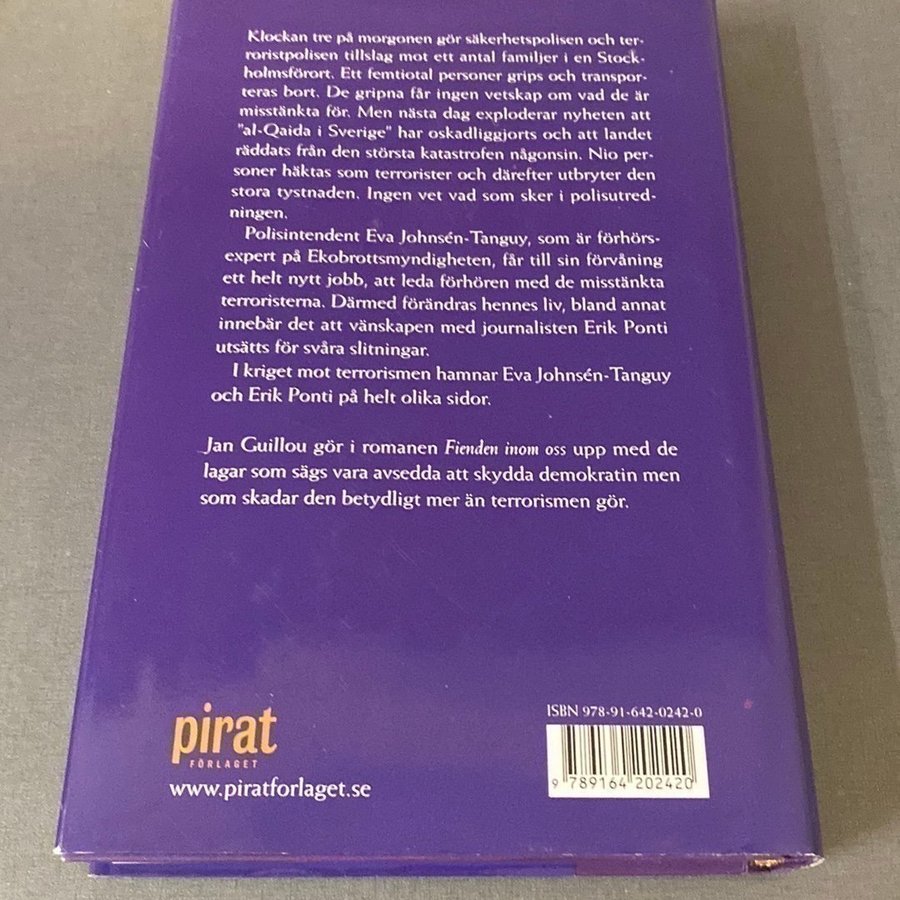 Klockan tre på morgonen gör säkerhetspolisen och ter-
roristpolisen tillslag mot ett antal familjer i en Stock-
holmsförort. Ett femtiotal personer grips och transpor-
teras bort. De gripna får ingen vetskap om vad de är
misstänkta för. Men nästa dag exploderar nyheten att
"al-Qaida i Sverige" har oskadliggjorts och att landet
räddats från den största katastrofen någonsin. Nio per-
soner häktas som terrorister och därefter utbryter den
stora tystnaden. Ingen vet vad som sker i polisutred-
ningen.
Polisintendent Eva Johnsén-Tanguy, som är förhörs-
expert på Ekobrottsmyndigheten, får till sin förvåning
ett helt nytt jobb, att leda förhören med de misstänkta
terroristerna. Därmed förändras hennes liv, bland annat
innebär det att vänskapen med journalisten Erik Ponti
utsätts för svåra slitningar.
I kriget mot terrorismen hamnar Eva Johnsén-Tanguy
och Erik Ponti på helt olika sidor.
Jan Guillou gör i romanen Fienden inom oss upp med de
lagar som sägs vara avsedda att skydda demokratin men
som skadar den betydligt mer än terrorismen gör.
pirat
FÖRLAGET
www.piratforlaget.se
ISBN 978-91-642-0242-0
9 789164 202420